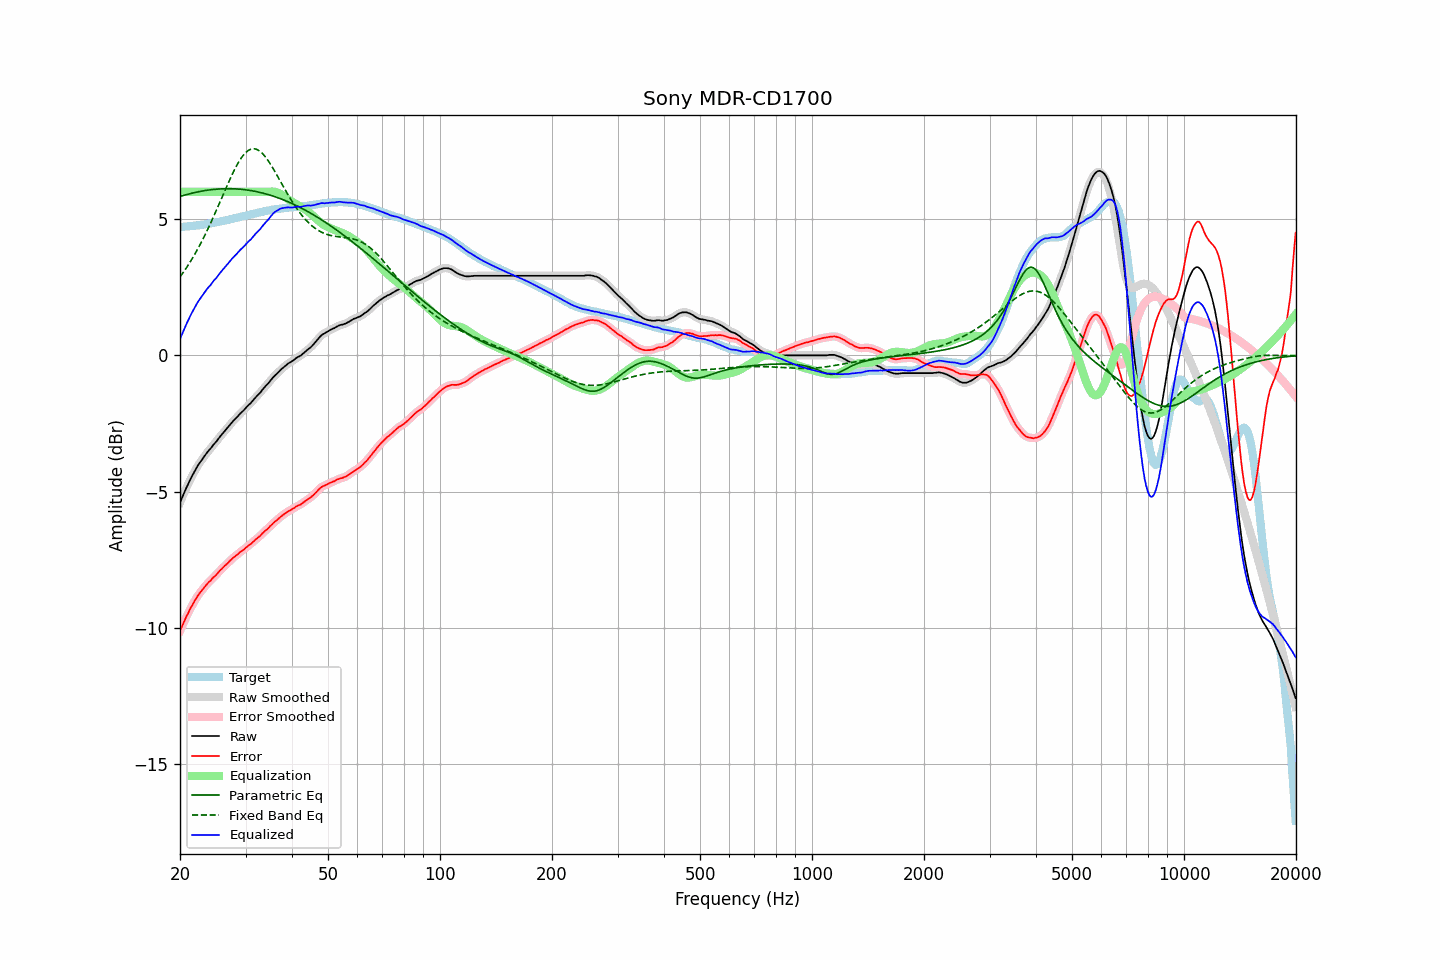 Sony MDR-CD1700
Amplitude (dBr)
5
0
−5
−10
−15
Target
Raw Smoothed
Error Smoothed
Raw
Error
Equalization
Parametric Eq
Fixed Band Eq
Equalized
20 50 100 200 500 1000 2000 5000 10000 20000
Frequency (Hz)